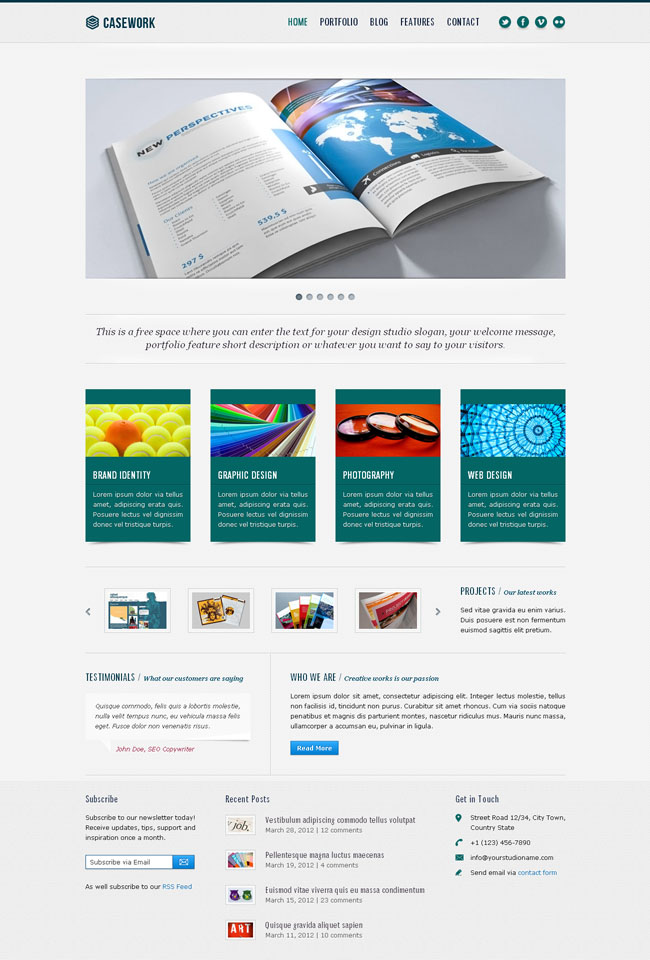 CASEWORK
HOME PORTFOLIO BLOG FEATURES CONTACT
NEW PERSPECTIVES
How we are organised
Our Clients
539.5 $
297 $
Connections
Logistic
This is a free space where you can enter the text for your design studio slogan, your welcome message,
portfolio feature short description or whatever you want to say to your visitors.
BRAND IDENTITY
Lorem ipsum dolor via tellus
amet, adipiscing erata quis.
Posuere lectus vel dignissim
donec vel tristique turpis.
GRAPHIC DESIGN
Lorem ipsum dolor via tellus
amet, adipiscing erata quis.
Posuere lectus vel dignissim
donec vel tristique turpis.
PHOTOGRAPHY
Lorem ipsum dolor via tellus
amet, adipiscing erata quis.
Posuere lectus vel dignissim
donec vel tristique turpis.
WEB DESIGN
Lorem ipsum dolor via tellus
amet, adipiscing erata quis.
Posuere lectus vel dignissim
donec vel tristique turpis.
PROJECTS / Our latest works
Sed vitae gravida eu enim varius.
Duis posuere est non fermentum
euismod sagittis elit pretium.
TESTIMONIALS / What our customers are saying
Quisque commodo, felis quis a lobortis molestie,
nulla velit tempus nunc, eu vehicula massa felis
eget. Fusce dolor non venenatis risus.
John Doe, SEO Copywriter
WHO WE ARE / Creative works is our passion
Lorem ipsum dolor sit amet, consectetur adipiscing elit. Integer lectus molestie, tellus
non facilisis id, tincidunt non purus. Curabitur sit amet rhoncus. Cum via sociis natoque
penatibus et magnis dis parturient montes, nascetur ridiculus mus. Mauris nunc massa,
ullamcorper a accumsan eu, pulvinar in ligula.
Read More
Subscribe
Subscribe to our newsletter today!
Receive updates, tips, support and
inspiration once a month.
Subscribe via Email
As well subscribe to our RSS Feed
Recent Posts
job.
Vestibulum adipiscing commodo tellus volutpat
March 28, 2012 | 12 comments
Pellentesque magna luctus maecenas
March 19, 2012 | 4 comments
Euismod vitae viverra quis eu massa condimentum
March 15, 2012 | 23 comments
ART
Quisque gravida aliquet sapien
March 11, 2012 | 10 comments
Get in Touch
Street Road 12/34, City Town,
Country State
+1 (123) 456-7890
info@yourstudioname.com
Send email via contact form